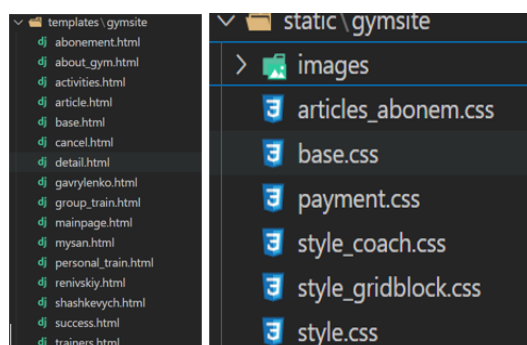 templates \ gymsite
abonement.html
about_gym.html
activities.html
article.html
base.html
cancel.html
detail.html
gavrylenko.html
group_train.html
mainpage.html
mysan.html
personal_train.html
renivskiy.html
shashkevych.html
success.html
trainers.html
static \ gymsite
images
articles_abonem.css
base.css
payment.css
style_coach.css
style_gridblock.css
style.css